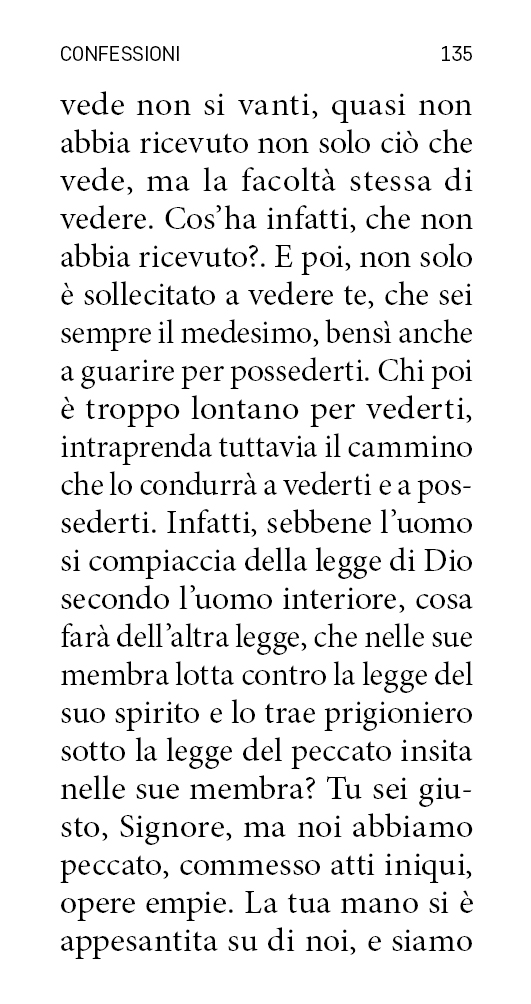 CONFESSIONI 135
vede non si vanti, quasi non
abbia ricevuto non solo ciò che
vede, ma la facoltà stessa di
vedere. Cos’ha infatti, che non
abbia ricevuto?. E poi, non solo
è sollecitato a vedere te, che sei
sempre il medesimo, bensì anche
a guarire per possederti. Chi poi
è troppo lontano per vederti,
intraprenda tuttavia il cammino
che lo condurrà a vederti e a pos-
sederti. Infatti, sebbene l’uomo
si compiaccia della legge di Dio
secondo l’uomo interiore, cosa
farà dell’altra legge, che nelle sue
membra lotta contro la legge del
suo spirito e lo trae prigioniero
sotto la legge del peccato insita
nelle sue membra? Tu sei giu-
sto, Signore, ma noi abbiamo
peccato, commesso atti iniqui,
opere empie. La tua mano si è
appesantita su di noi, e siamo